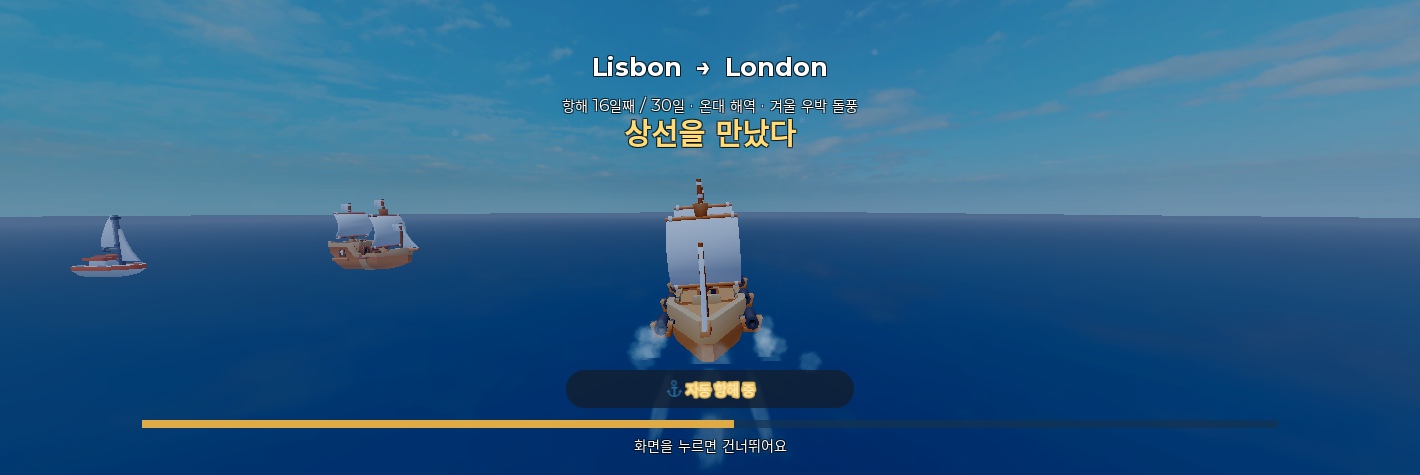 Lisbon → London
항해 16일째 / 30일 · 온대 해역 · 겨울 우박 돌풍
상선을 만났다
⚓ 자동 항해 중
화면을 누르면 건너뛰어요